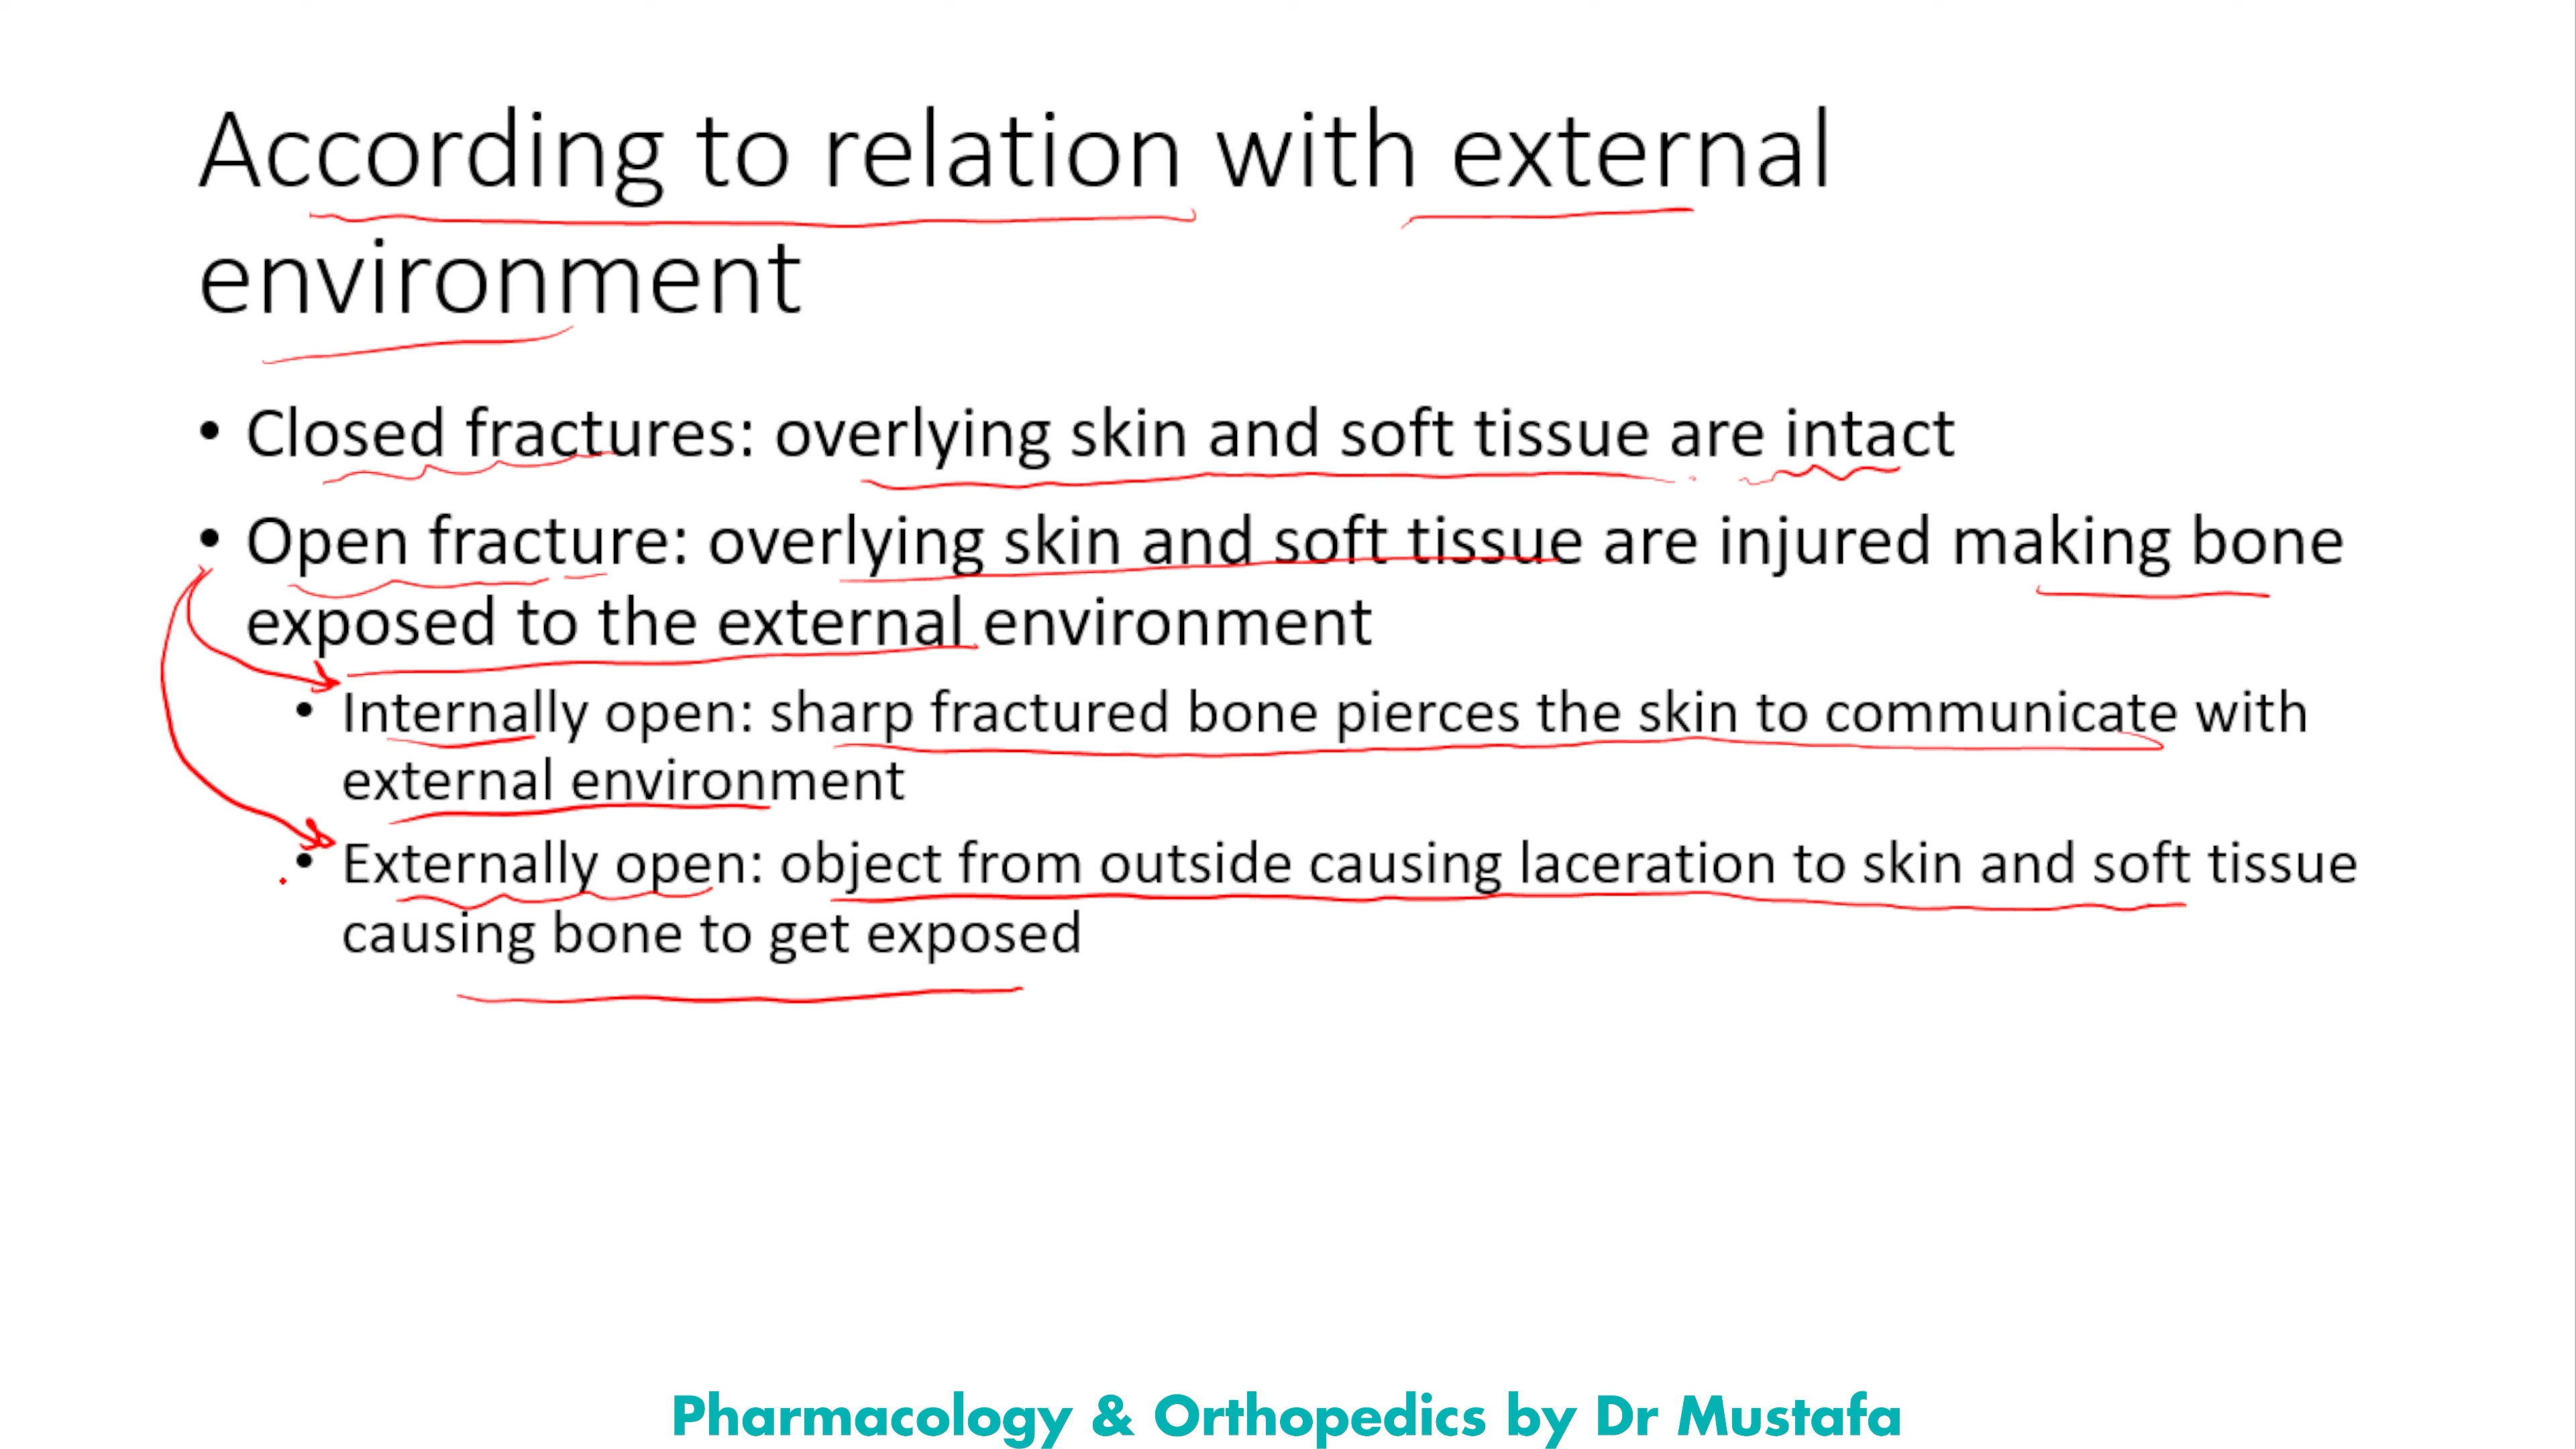 According to relation with external
environment
• Closed fractures: overlying skin and soft tissue are intact
• Open fracture: overlying skin and soft tissue are injured making bone
exposed to the external environment
• Internally open: sharp fractured bone pierces the skin to communicate with
external environment
• Externally open: object from outside causing laceration to skin and soft tissue
causing bone to get exposed
Pharmacology & Orthopedics by Dr Mustafa